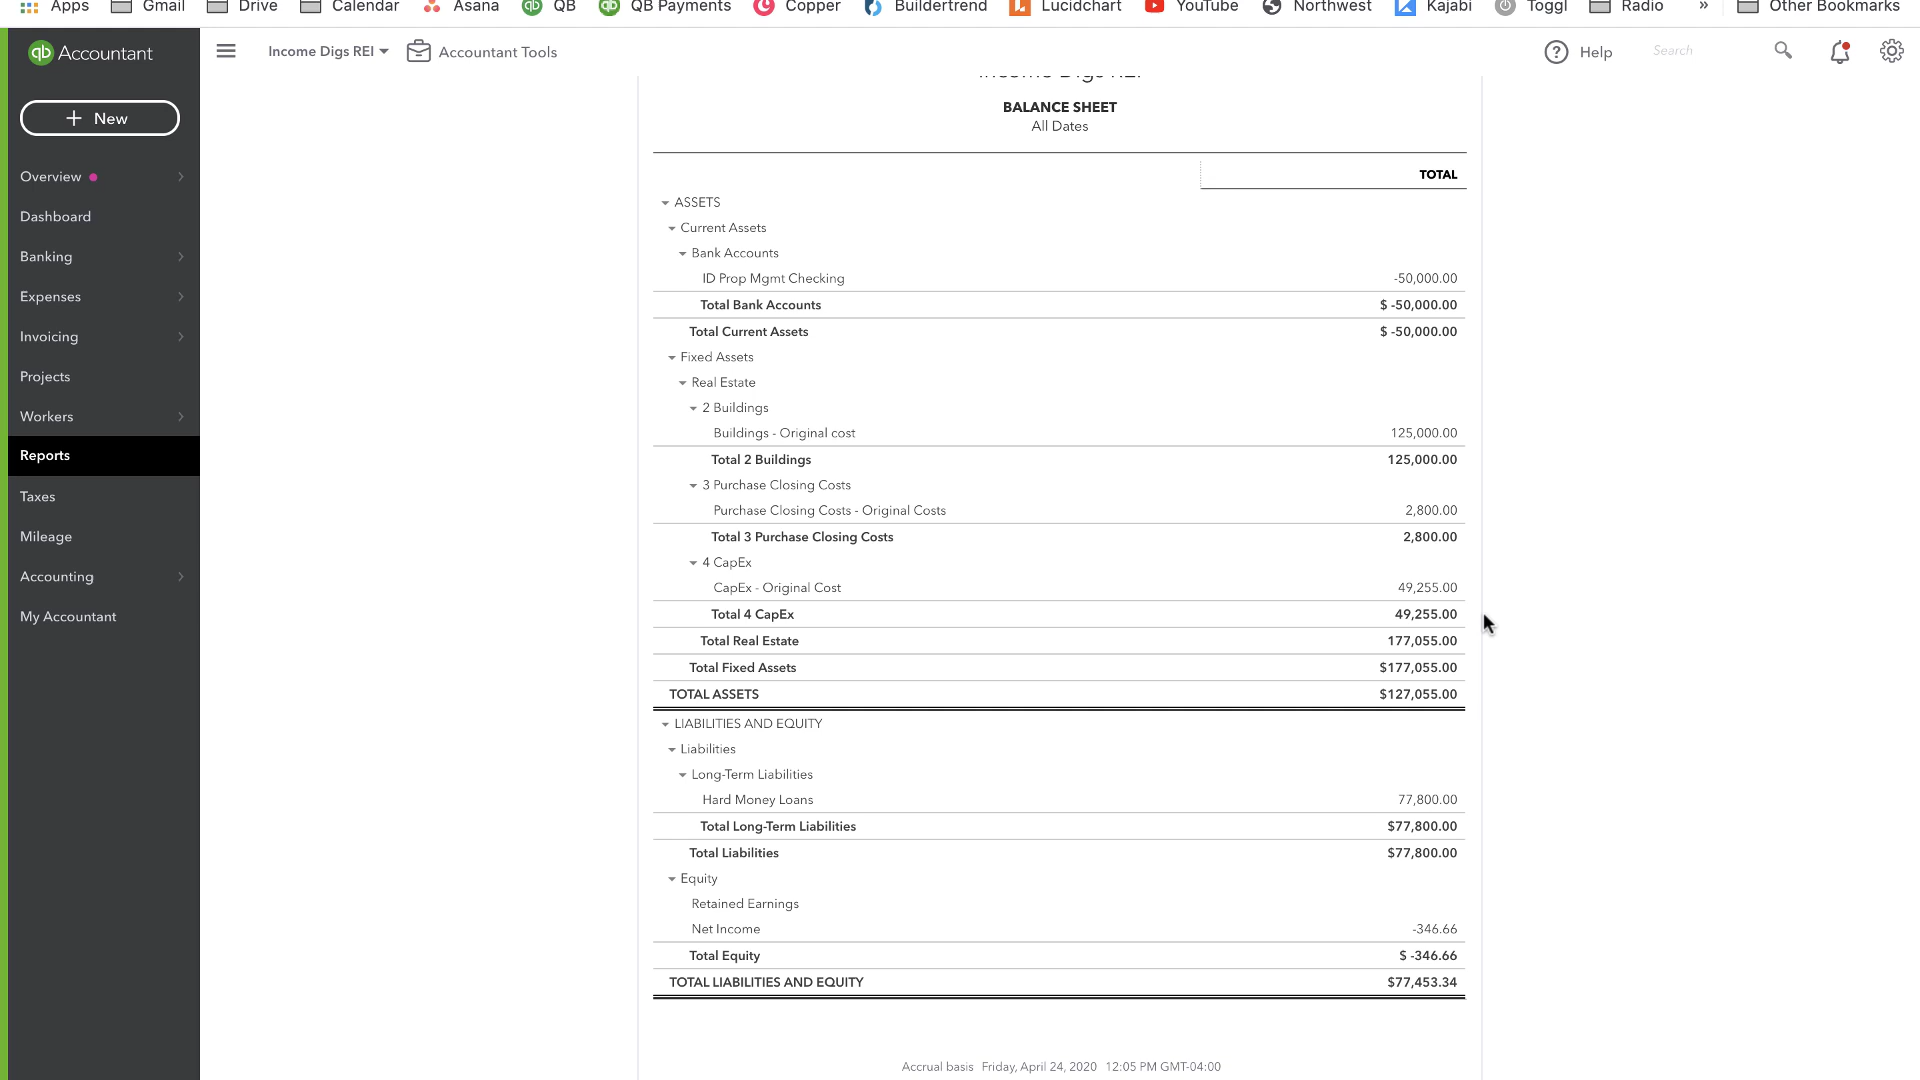 Apps Gmail Drive Calendar Asana QB QB Payments Copper Buildertrend Lucidchart YouTube Northwest Kajabi Toggl Radio » Other Bookmarks
qb Accountant
Income Digs REI
Accountant Tools
? Help
Search
+ New
Overview
Dashboard
Banking
Expenses
Invoicing
Projects
Workers
Reports
Taxes
Mileage
Accounting
My Accountant
Income Digs REI
BALANCE SHEET
All Dates
TOTAL
ASSETS
Current Assets
Bank Accounts
ID Prop Mgmt Checking -50,000.00
Total Bank Accounts $ -50,000.00
Total Current Assets $ -50,000.00
Fixed Assets
Real Estate
2 Buildings
Buildings - Original cost 125,000.00
Total 2 Buildings 125,000.00
3 Purchase Closing Costs
Purchase Closing Costs - Original Costs 2,800.00
Total 3 Purchase Closing Costs 2,800.00
4 CapEx
CapEx - Original Cost 49,255.00
Total 4 CapEx 49,255.00
Total Real Estate 177,055.00
Total Fixed Assets $177,055.00
TOTAL ASSETS $127,055.00
LIABILITIES AND EQUITY
Liabilities
Long-Term Liabilities
Hard Money Loans 77,800.00
Total Long-Term Liabilities $77,800.00
Total Liabilities $77,800.00
Equity
Retained Earnings
Net Income -346.66
Total Equity $ -346.66
TOTAL LIABILITIES AND EQUITY $77,453.34
Accrual basis Friday, April 24, 2020 12:05 PM GMT-04:00